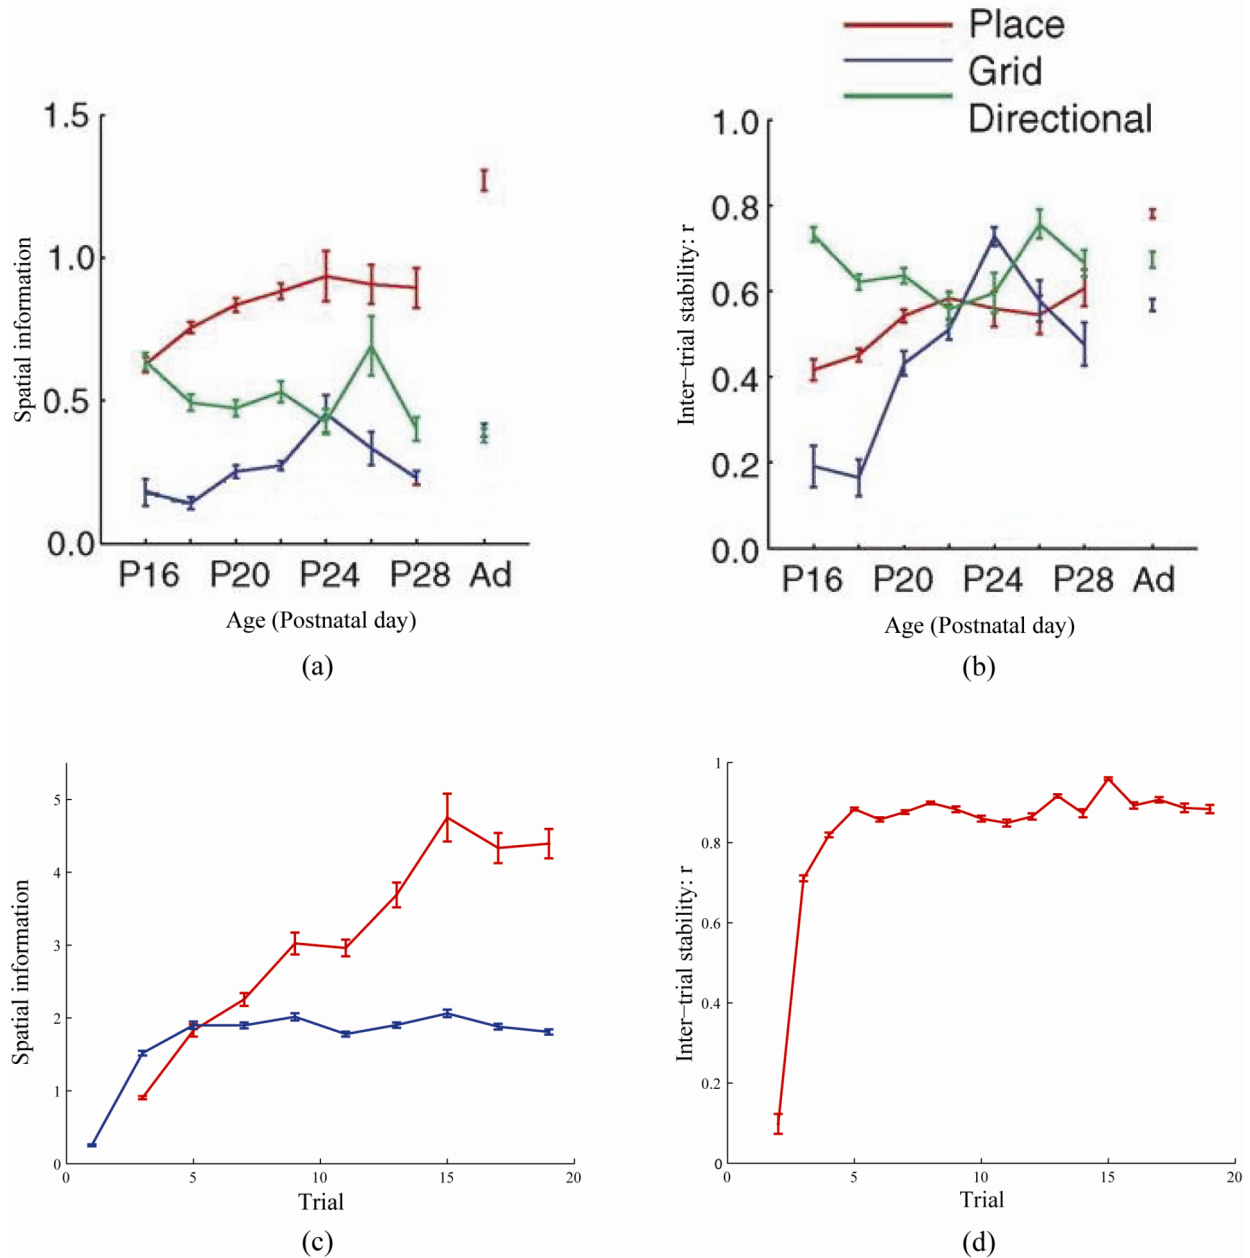 Place
Grid
Directional
1.5
1.0
0.5
0.0
Spatial information
P16 P20 P24 P28 Ad
Age (Postnatal day)
(a)
1.0
0.8
0.6
0.4
0.2
0.0
Inter-trial stability: r
P16 P20 P24 P28 Ad
Age (Postnatal day)
(b)
5
4
3
2
1
0
Spatial information
0 5 10 15 20
Trial
(c)
1
0.8
0.6
0.4
0.2
0
Inter-trial stability: r
0 5 10 15 20
Trial
(d)